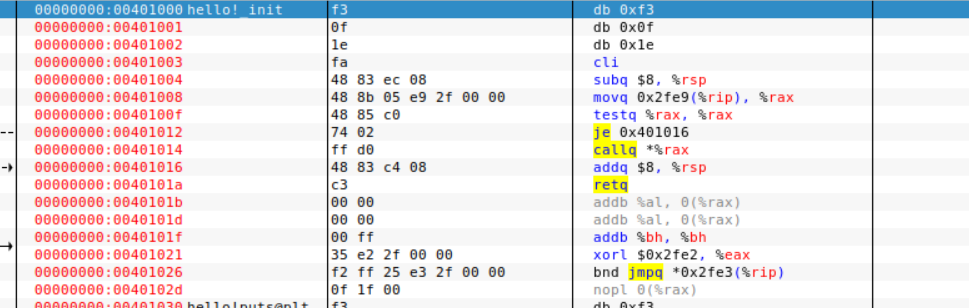 00000000:00401000 hello!_init f3 db 0xf3
00000000:00401001 0f db 0x0f
00000000:00401002 1e db 0x1e
00000000:00401003 fa cli
00000000:00401004 48 83 ec 08 subq $8, %rsp
00000000:00401008 48 8b 05 e9 2f 00 00 movq 0x2fe9(%rip), %rax
00000000:0040100f 48 85 c0 testq %rax, %rax
00000000:00401012 74 02 je 0x401016
00000000:00401014 ff d0 callq *%rax
00000000:00401016 48 83 c4 08 addq $8, %rsp
00000000:0040101a c3 retq
00000000:0040101b 00 00 addb %al, 0(%rax)
00000000:0040101d 00 00 addb %al, 0(%rax)
00000000:0040101f 00 ff addb %bh, %bh
00000000:00401021 35 e2 2f 00 00 xorl $0x2fe2, %eax
00000000:00401026 f2 ff 25 e3 2f 00 00 bnd jmpq *0x2fe3(%rip)
00000000:0040102d 0f 1f 00 nopl 0(%rax)
00000000:00401030 hello!puts@plt f3 db 0xf3